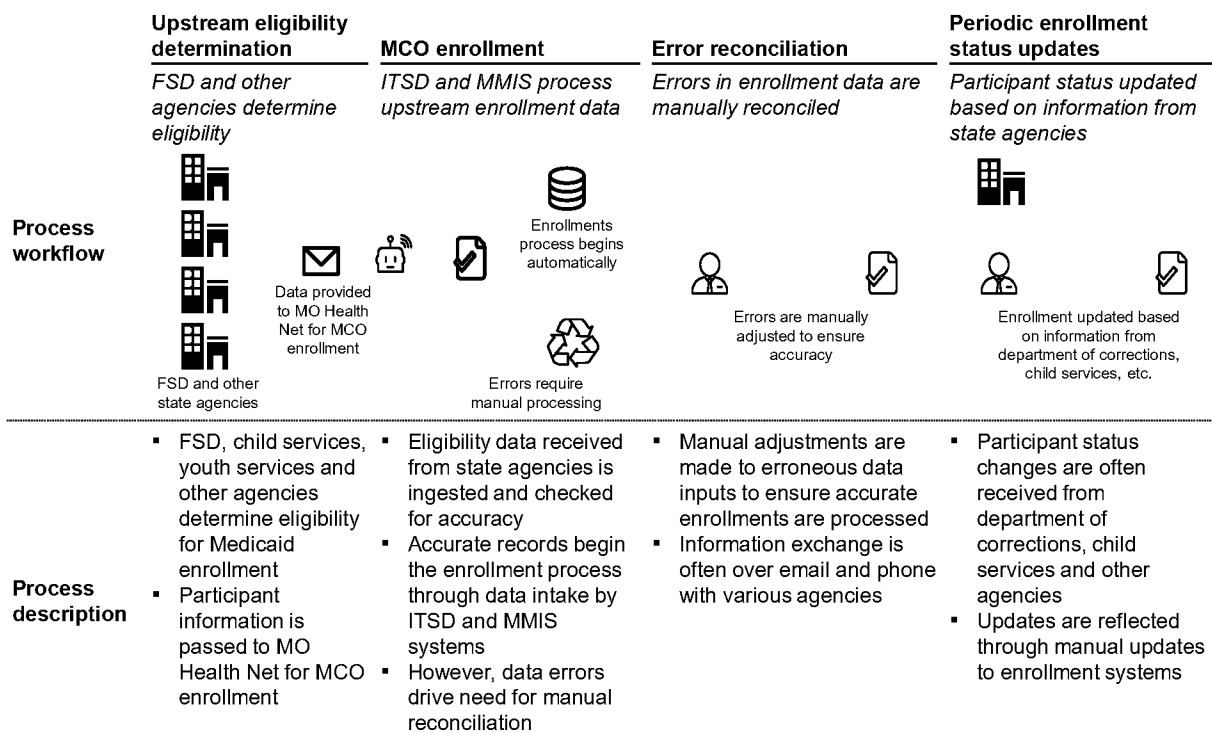 Upstream eligibility
determination
MCO enrollment
Error reconciliation
Periodic enrollment
status updates
FSD and other
agencies determine
eligibility
ITSD and MMIS process
upstream enrollment data
Errors in enrollment data are
manually reconciled
Participant status updated
based on information from
state agencies
Process
workflow
FSD and other
state agencies
Data provided
to MO Health
Net for MCO
enrollment
Enrollments
process begins
automatically
Errors require
manual processing
Errors are manually
adjusted to ensure
accuracy
Enrollment updated based
on information from
department of corrections,
child services, etc.
Process
description
▪ FSD, child services,
youth services and
other agencies
determine eligibility
for Medicaid
enrollment
▪ Participant
information is
passed to MO
Health Net for MCO
enrollment
▪ Eligibility data received
from state agencies is
ingested and checked
for accuracy
▪ Accurate records begin
the enrollment process
through data intake by
ITSD and MMIS
systems
▪ However, data errors
drive need for manual
reconciliation
▪ Manual adjustments are
made to erroneous data
inputs to ensure accurate
enrollments are processed
▪ Information exchange is
often over email and phone
with various agencies
▪ Participant status
changes are often
received from
department of
corrections, child
services and other
agencies
▪ Updates are reflected
through manual updates
to enrollment systems